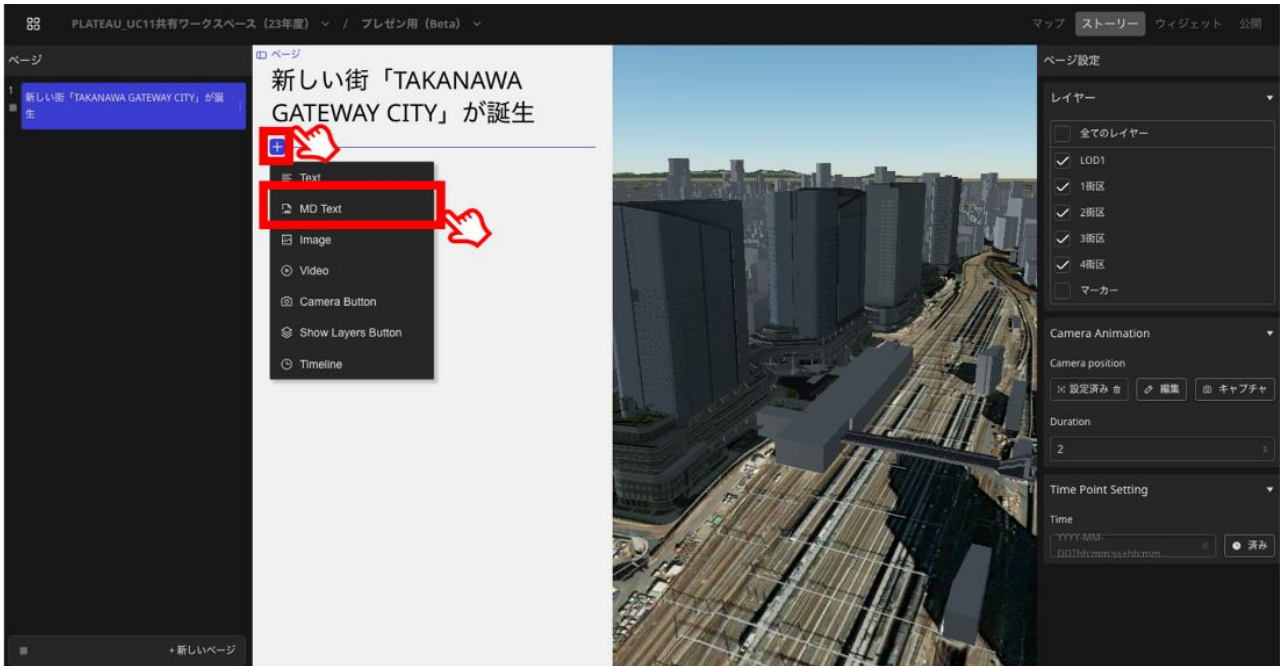 PLATEAU_UC11共有ワークスペース（23年度） / プレゼン用（Beta）
マップ ストーリー ウィジェット 公開
ページ
1
新しい街「TAKANAWA GATEWAY CITY」が誕
生
+ 新しいページ
ページ
新しい街「TAKANAWA
GATEWAY CITY」が誕生
Text
MD Text
Image
Video
Camera Button
Show Layers Button
Timeline
ページ設定
レイヤー
全てのレイヤー
LOD1
1街区
2街区
3街区
4街区
マーカー
Camera Animation
Camera position
設定済み 編集 キャプチャ
Duration
2 s
Time Point Setting
Time
YYYY-MM-
DDThh:mm:ss±hh:mm
済み